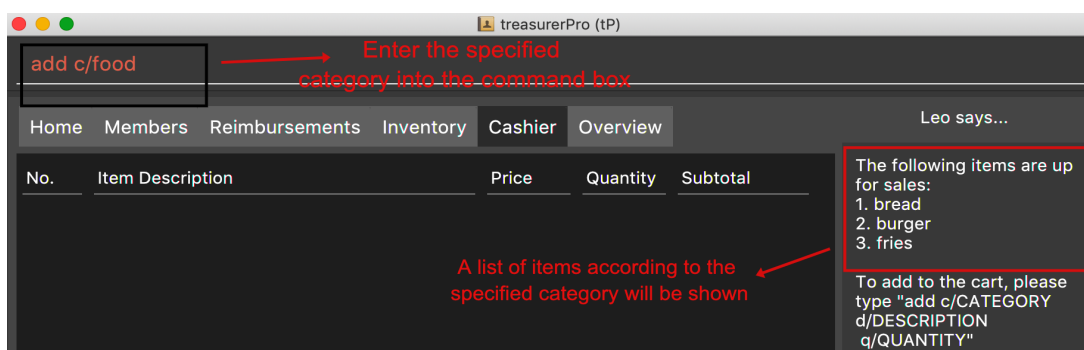 treasurerPro (tP)
add c/food
Enter the specified
category into the command box
Home Members Reimbursements Inventory Cashier Overview
Leo says...
No. Item Description Price Quantity Subtotal
The following items are up
for sales:
1. bread
2. burger
3. fries
A list of items according to the
specified category will be shown
To add to the cart, please
type "add c/CATEGORY
d/DESCRIPTION
q/QUANTITY"